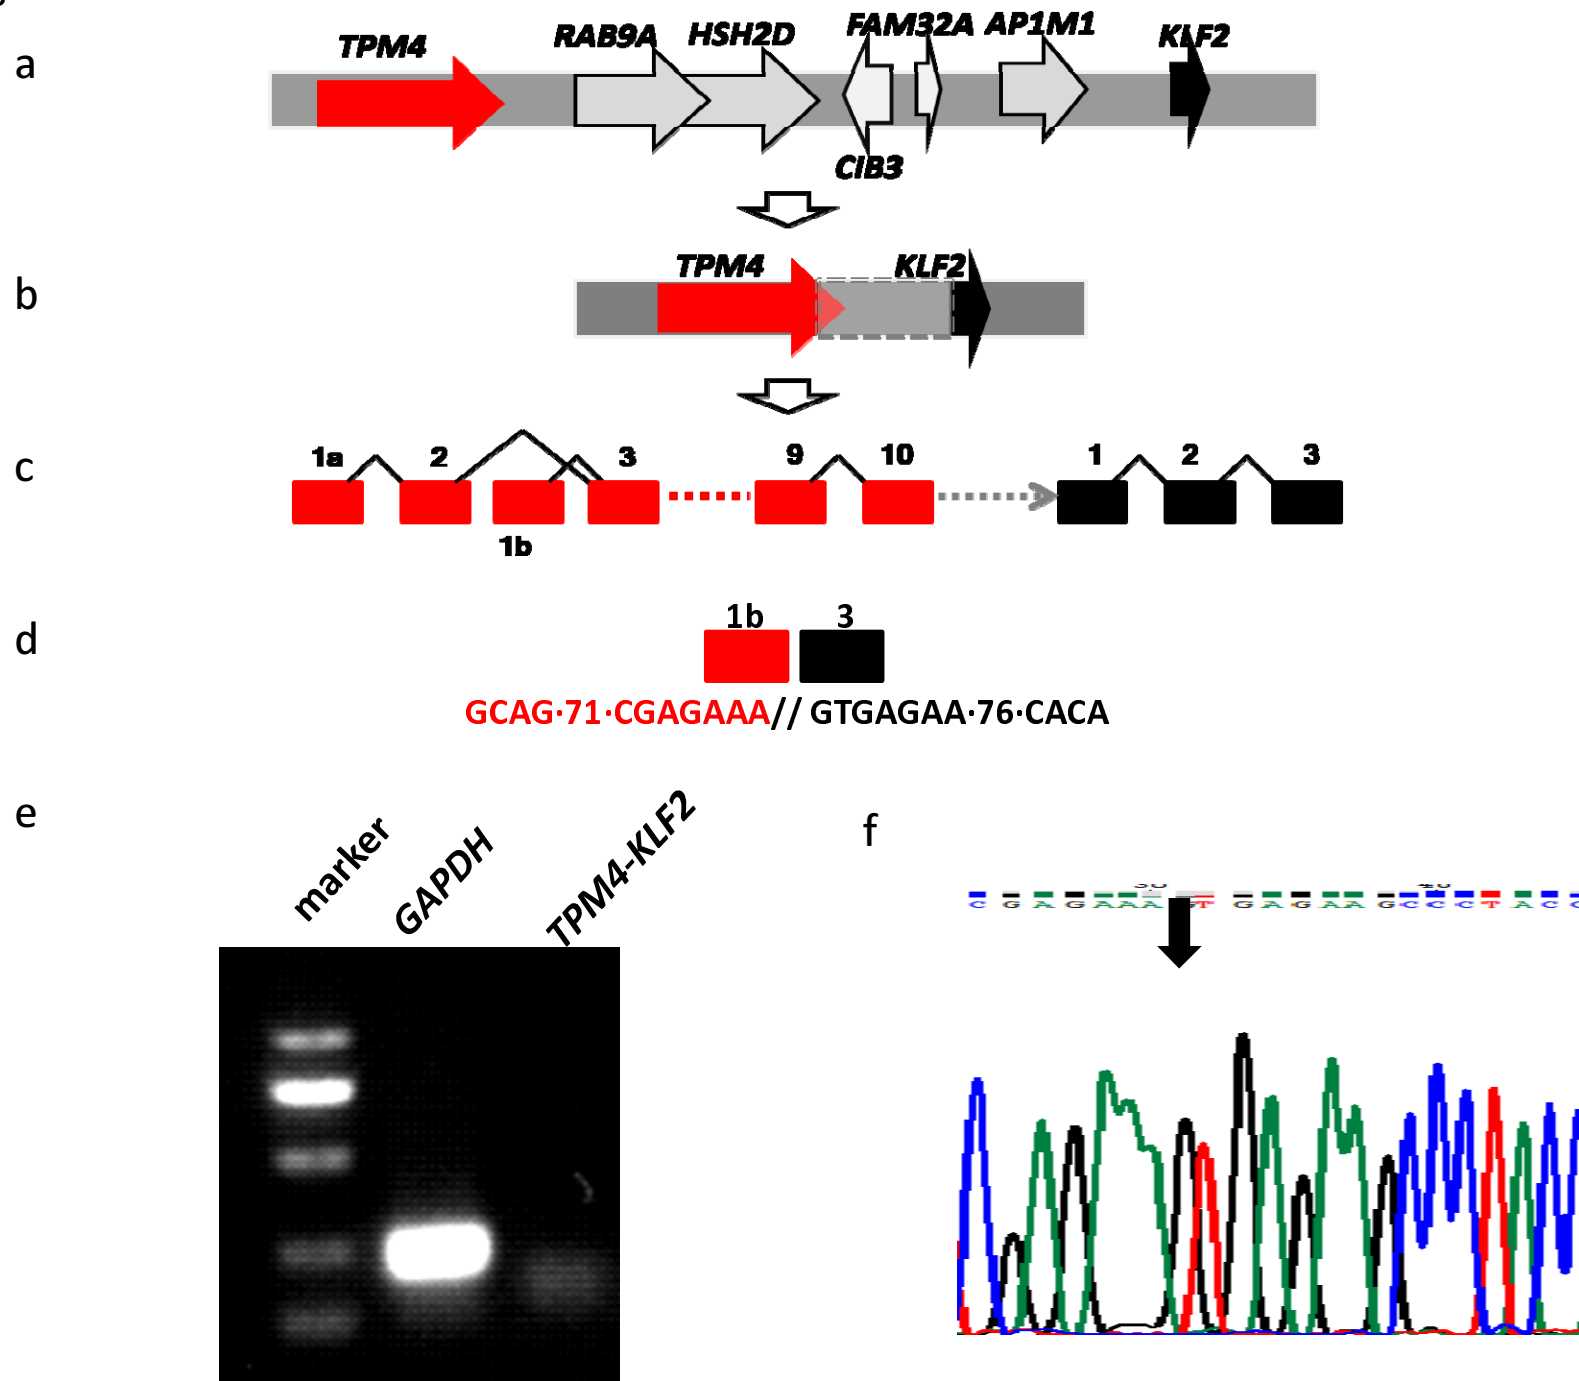 a
TPM4 RAB9A HSH2D FAM32A AP1M1 KLF2
CIB3
b
TPM4 KLF2
c
1a 2 3 9 10 1 2 3
1b
d
1b 3
GCAG·71·CGAGAAA// GTGAGAA·76·CACA
e
marker GAPDH TPM4-KLF2
f
C G A G A A A G T G A G A A G C C C T A C